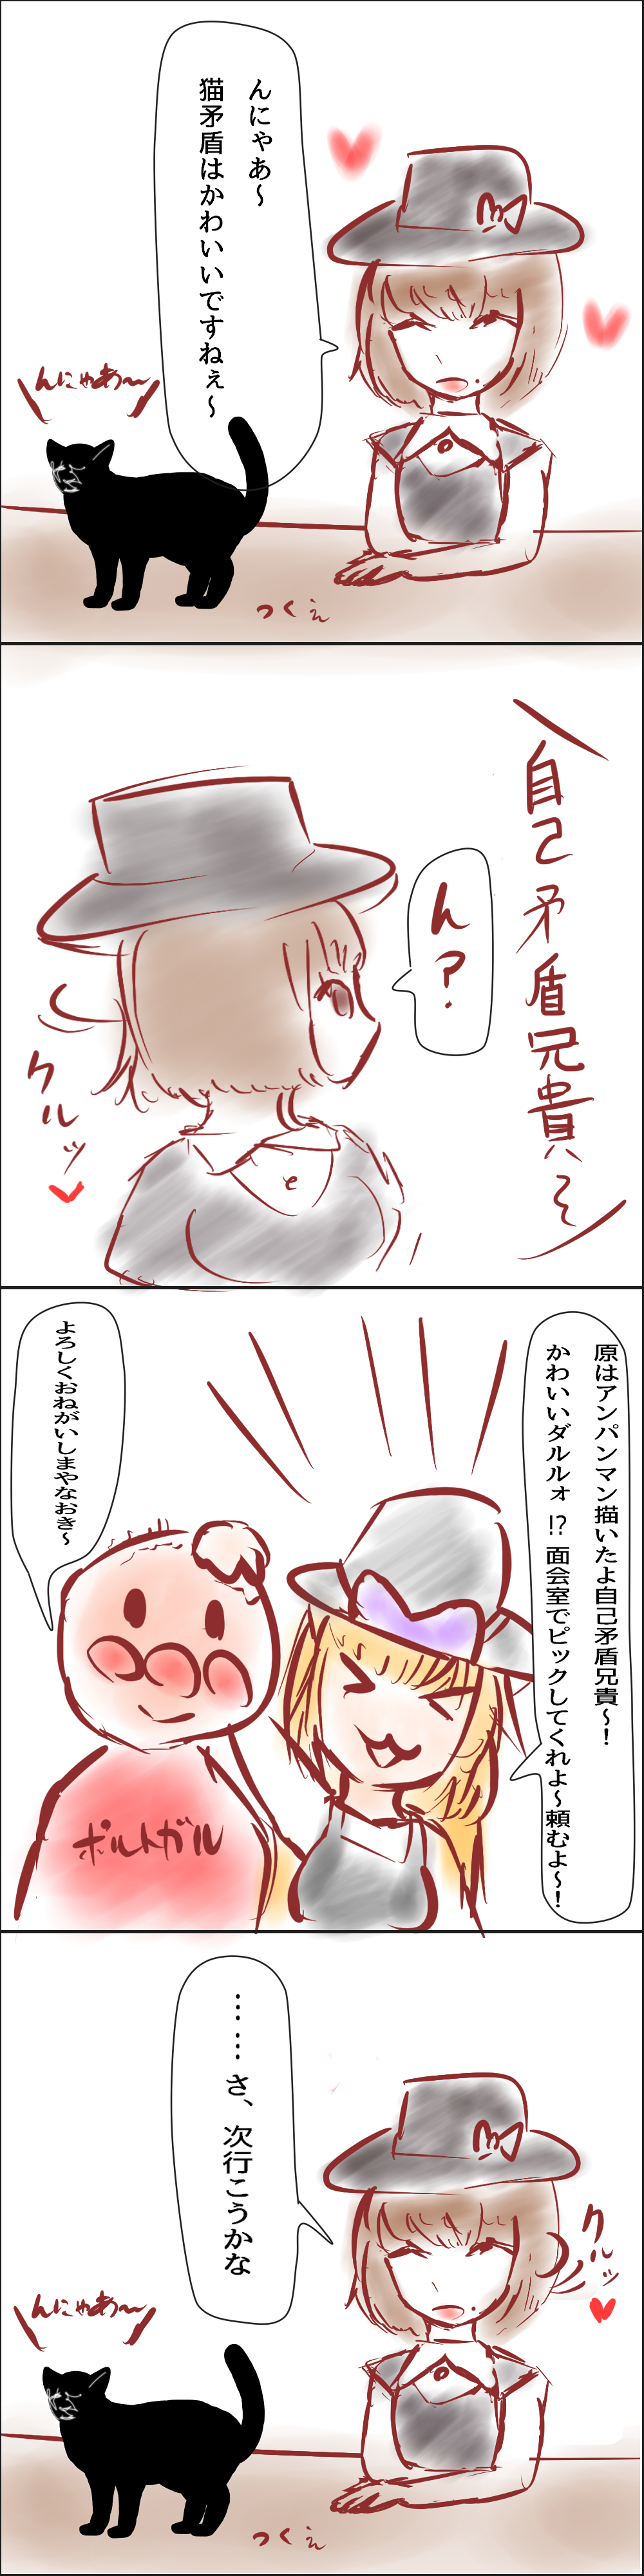 んにゃあ～
猫矛盾はかわいいですねぇ～
んにゃあ～
つくえ
自己矛盾兄貴～
ん？
クルッ
原はアンパンマン描いたよ自己矛盾兄貴～！
かわいいダルルォ!?面会室でピックしてくれよ～頼むよ～！
よろしくおねがいしまやなおき～
ポルトガル
……さ、次行こうかな
クルッ
んにゃあ～
つくえ